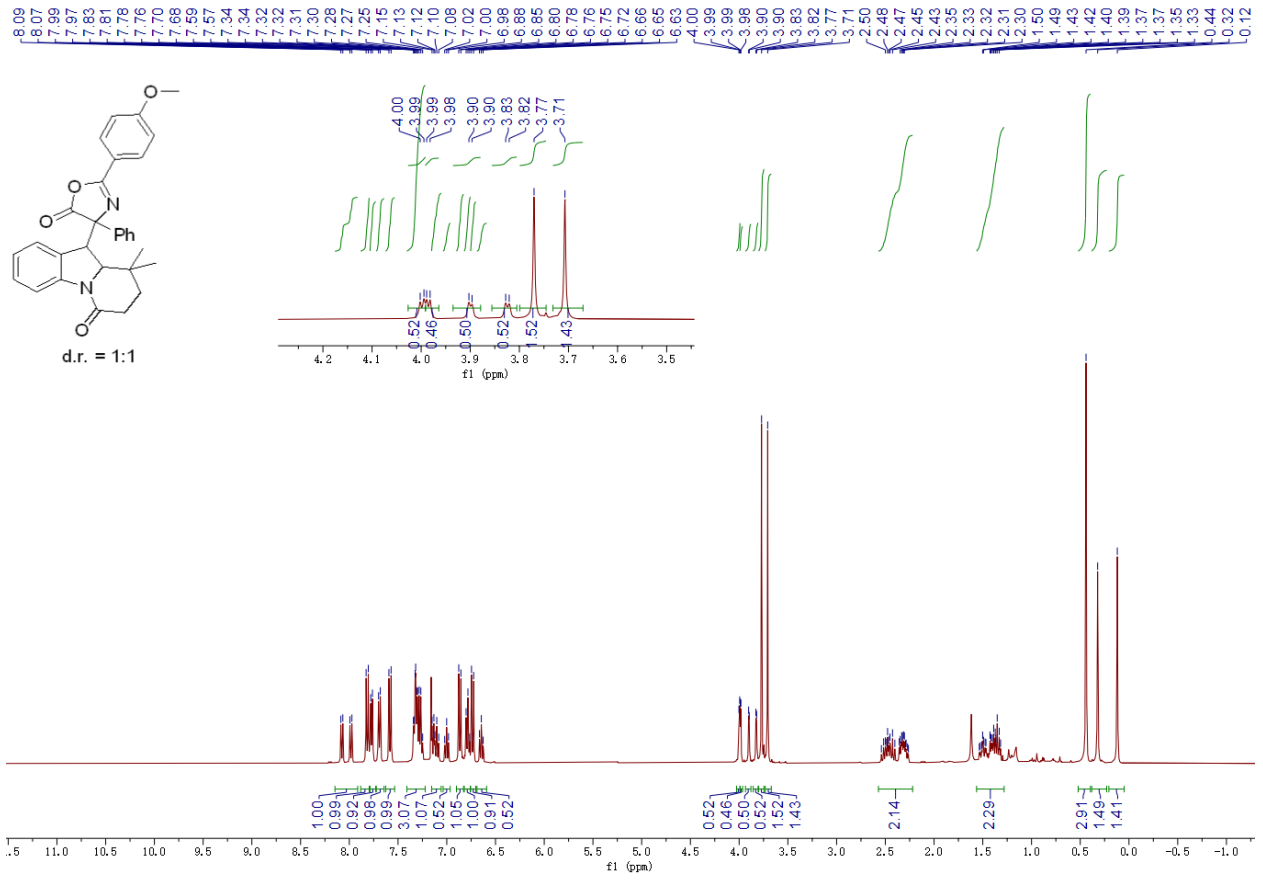 8.09 8.07 7.99 7.97 7.83 7.81 7.78 7.76 7.70 7.68 7.59 7.57 7.34 7.34 7.32 7.32 7.31 7.30 7.28 7.27 7.25 7.15 7.13 7.12 7.10 7.08 7.02 7.00 6.98 6.88 6.85 6.80 6.78 6.76 6.75 6.72 6.66 6.65 6.63 4.00 3.99 3.99 3.98 3.90 3.90 3.83 3.82 3.77 3.71 2.50 2.48 2.47 2.45 2.43 2.35 2.33 2.32 2.31 2.30 1.50 1.49 1.43 1.42 1.40 1.39 1.37 1.37 1.35 1.33 0.44 0.32 0.12
O
O
N
O
Ph
N
O
d.r. = 1:1
4.00 3.99 3.99 3.98 3.90 3.90 3.83 3.82 3.77 3.71
0.52 0.46 0.50 0.52 1.52 1.43
4.2 4.1 4.0 3.9 3.8 3.7 3.6 3.5
f1 (ppm)
1.00 0.99 0.92 0.98 0.99 3.07 1.07 0.52 1.05 1.00 0.91 0.52 0.52 0.46 0.50 0.52 1.52 1.43 2.14 2.29 2.91 1.49 1.41
.5 11.0 10.5 10.0 9.5 9.0 8.5 8.0 7.5 7.0 6.5 6.0 5.5 5.0 4.5 4.0 3.5 3.0 2.5 2.0 1.5 1.0 0.5 0.0 -0.5 -1.0
f1 (ppm)